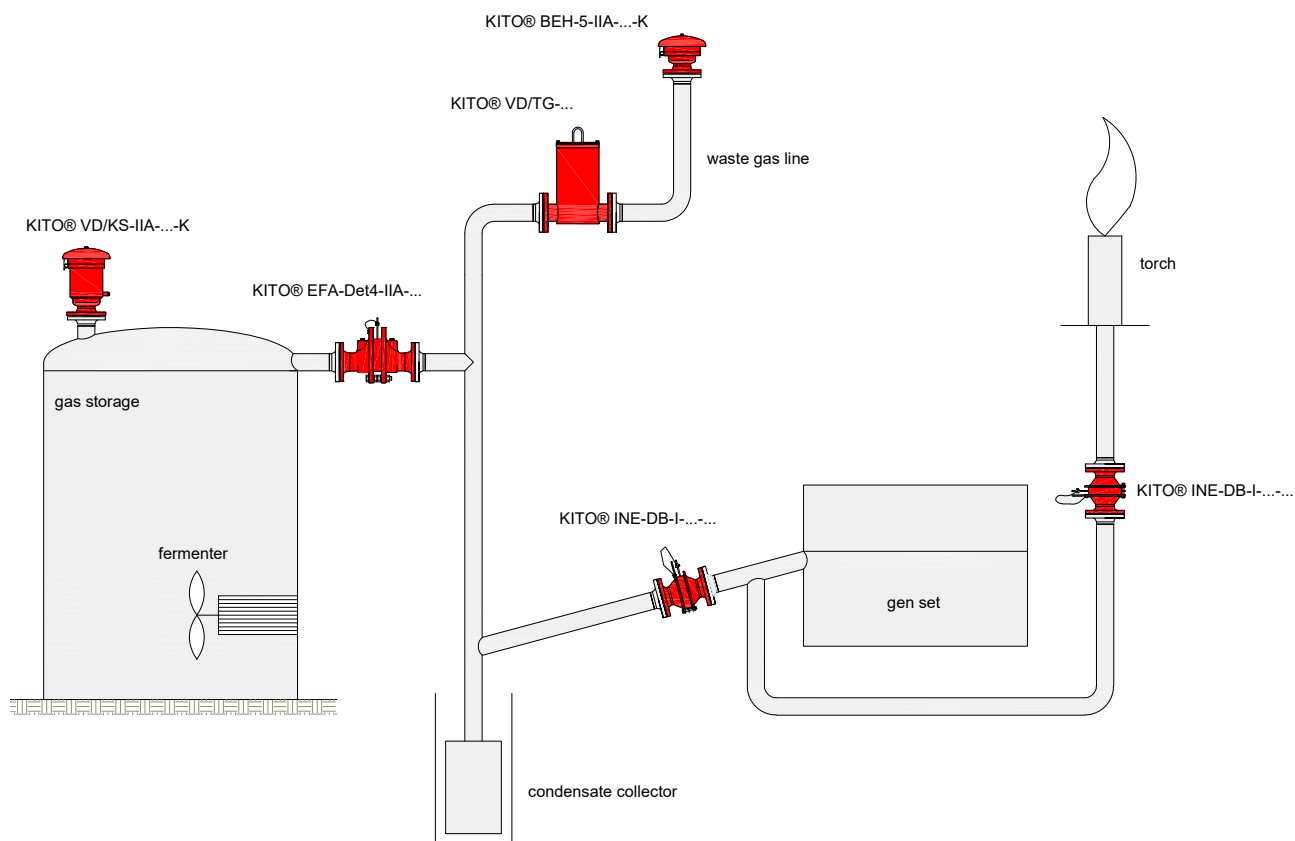 KITO® BEH-5-IIA-...-K
KITO® VD/TG-...
waste gas line
KITO® VD/KS-IIA-...-K
torch
KITO® EFA-Det4-IIA-...
gas storage
KITO® INE-DB-I-...-...
KITO® INE-DB-I-...-...
fermenter
gen set
condensate collector